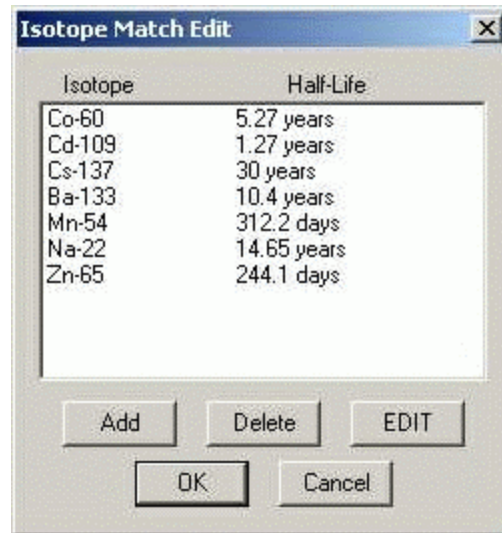 Isotope Match Edit
Isotope Half-Life
Co-60 5.27 years
Cd-109 1.27 years
Cs-137 30 years
Ba-133 10.4 years
Mn-54 312.2 days
Na-22 14.65 years
Zn-65 244.1 days
Add Delete EDIT
OK Cancel